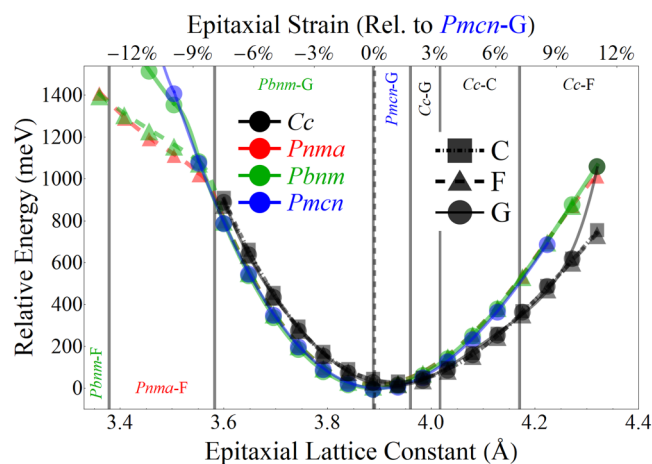 Epitaxial Strain (Rel. to Pmcn-G)
−12% −9% −6% −3% 0% 3% 6% 9% 12%
Pbnm-G
Pmcn-G
Cc-G
Cc-C
Cc-F
Cc
Pnma
Pbnm
Pmcn
C
F
G
Pbnm-F
Pnma-F
Relative Energy (meV)
1400
1200
1000
800
600
400
200
0
3.4 3.6 3.8 4.0 4.2 4.4
Epitaxial Lattice Constant (Å)